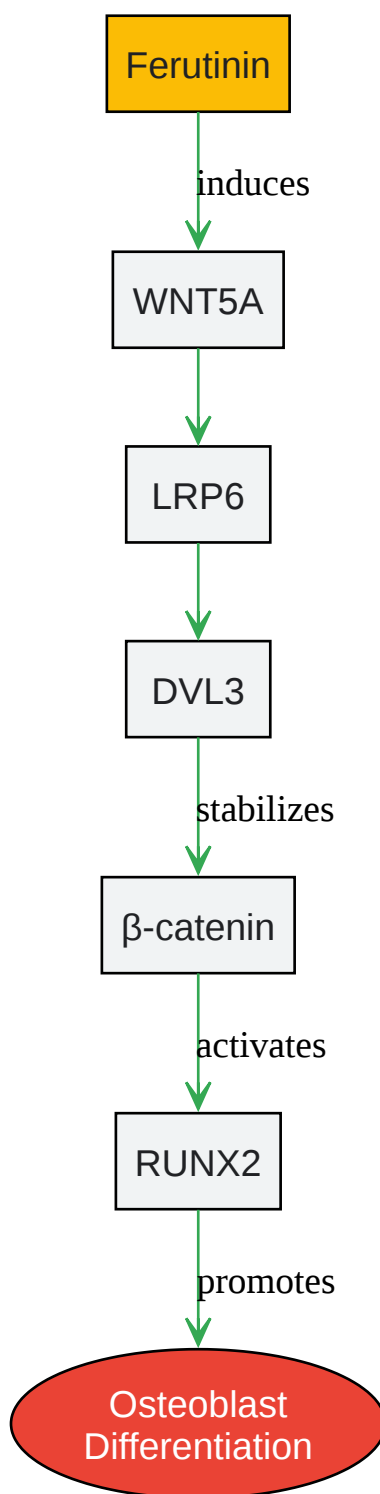 Ferutinin
induces
WNT5A
LRP6
DVL3
stabilizes
β-catenin
activates
RUNX2
promotes
Osteoblast
Differentiation